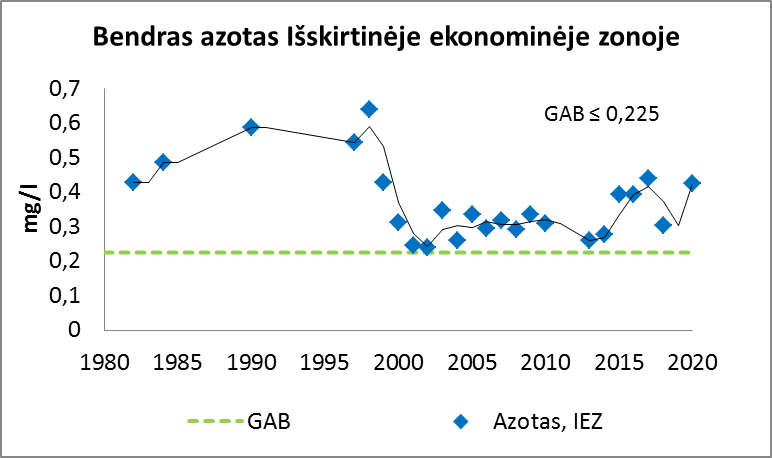 Bendras azotas Išskirtinėje ekonominėje zonoje
GAB ≤ 0,225
mg/l
0,7
0,6
0,5
0,4
0,3
0,2
0,1
0
1980 1985 1990 1995 2000 2005 2010 2015 2020
GAB Azotas, IEZ